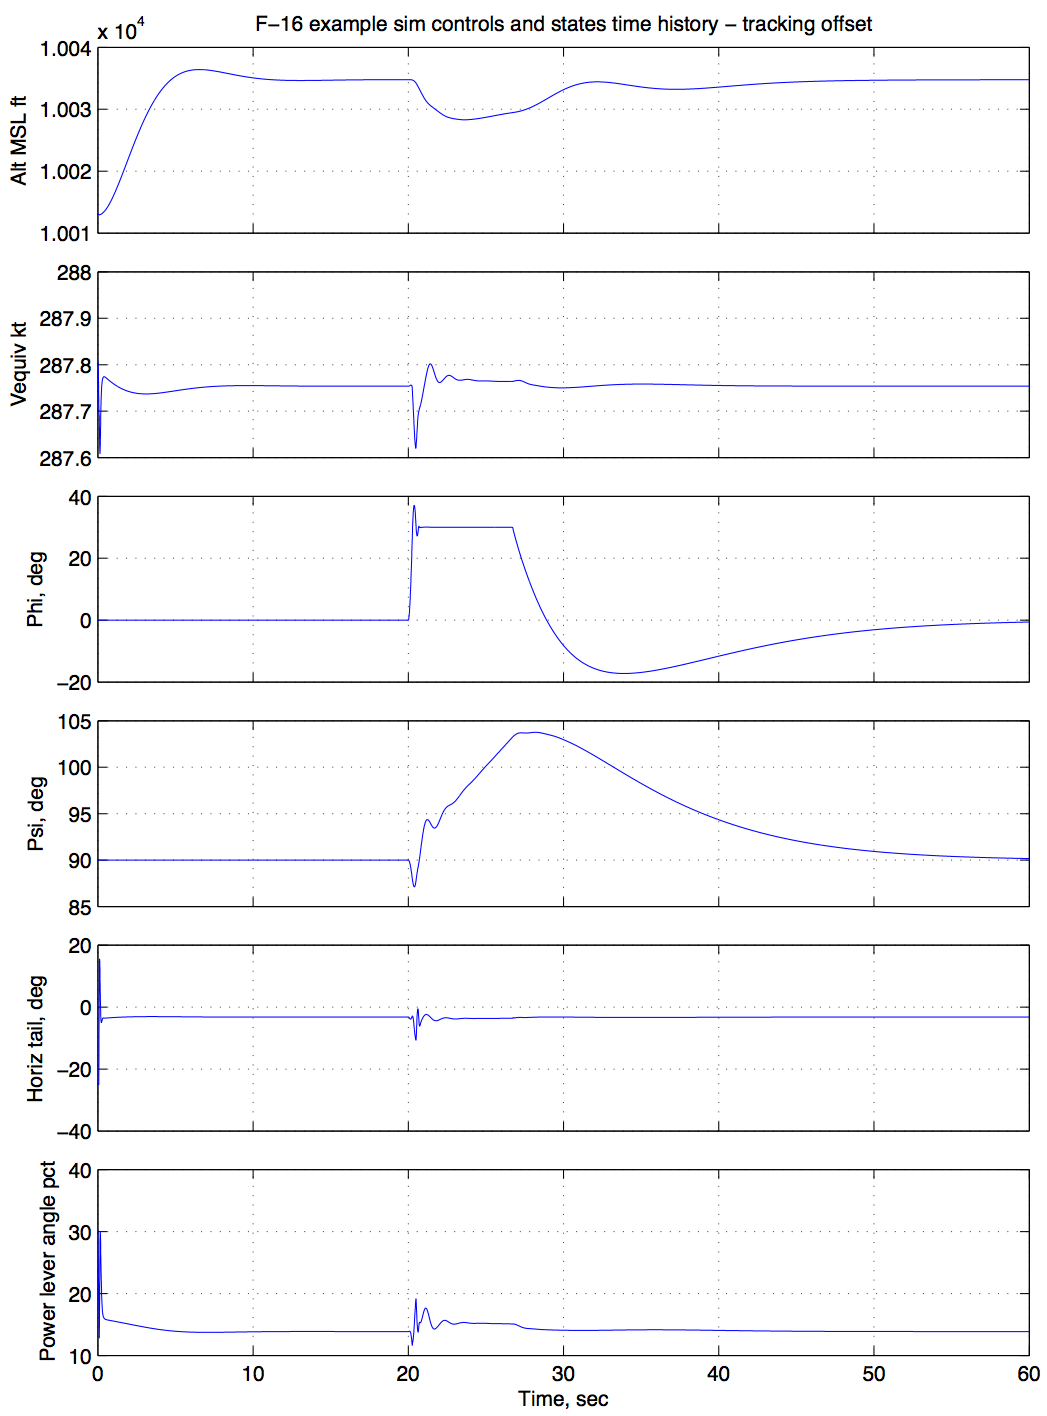 F−16 example sim controls and states time history − tracking offset
x 10^4
1.004
1.003
1.002
1.001
Alt MSL ft
288
287.9
287.8
287.7
287.6
Vequiv kt
40
20
0
−20
Phi, deg
105
100
95
90
85
Psi, deg
20
0
−20
−40
Horiz tail, deg
40
30
20
10
Power lever angle pct
0 10 20 30 40 50 60
Time, sec